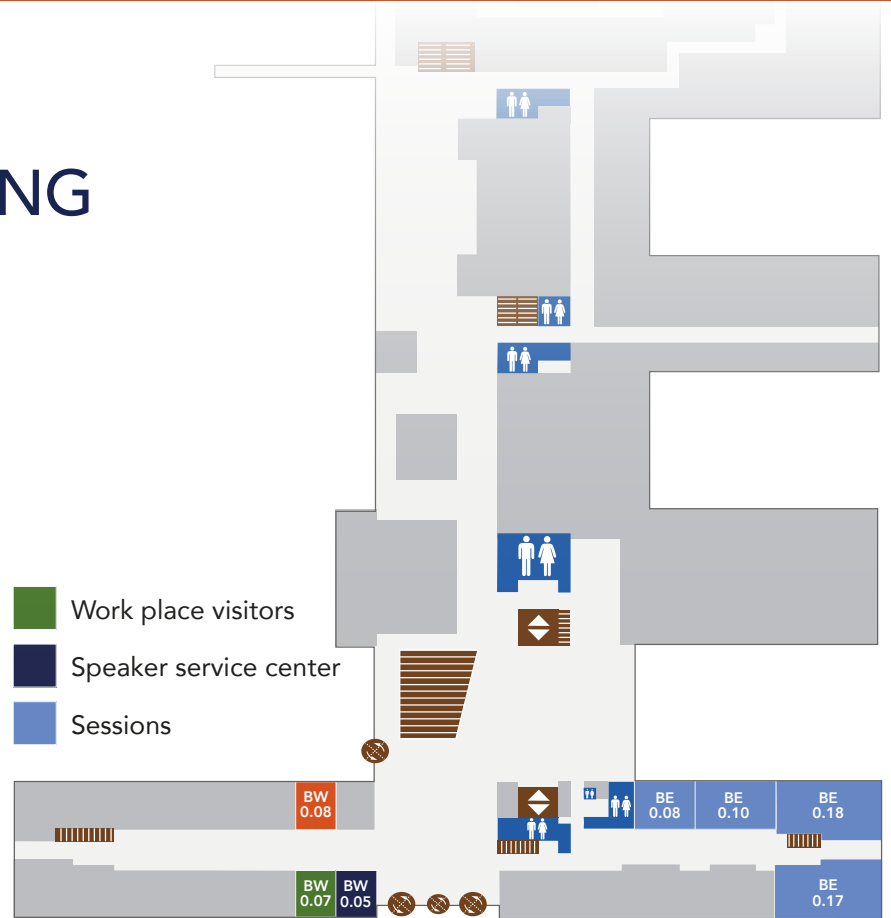 NG
Work place visitors
Speaker service center
Sessions
BW
0.08
BE
0.08
BE
0.10
BE
0.18
BW
0.07
BW
0.05
BE
0.17